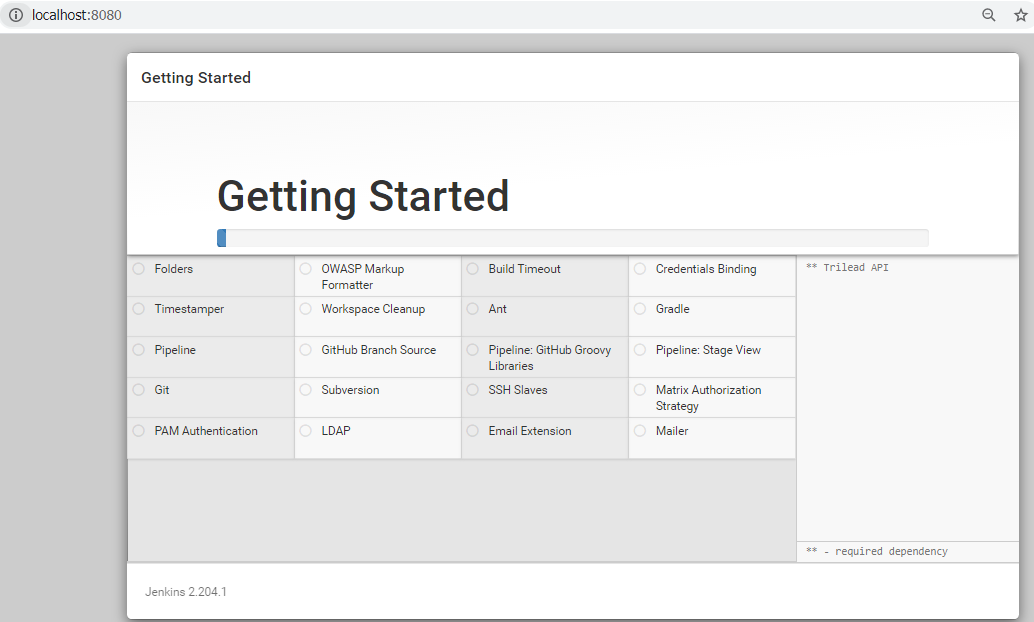 localhost:8080
Getting Started
Getting Started
Folders
OWASP Markup
Formatter
Build Timeout
Credentials Binding
** Trilead API
Timestamper
Workspace Cleanup
Ant
Gradle
Pipeline
GitHub Branch Source
Pipeline: GitHub Groovy
Libraries
Pipeline: Stage View
Git
Subversion
SSH Slaves
Matrix Authorization
Strategy
PAM Authentication
LDAP
Email Extension
Mailer
** - required dependency
Jenkins 2.204.1